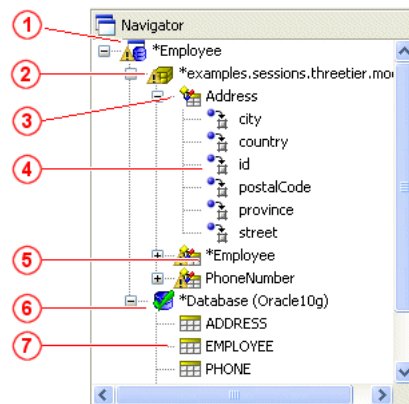 Navigator
1 *Employee
2 *examples.sessions.threetier.mo
3 Address
city
country
4 id
postalCode
province
street
5 *Employee
PhoneNumber
6 *Database (Oracle10g)
ADDRESS
7 EMPLOYEE
PHONE